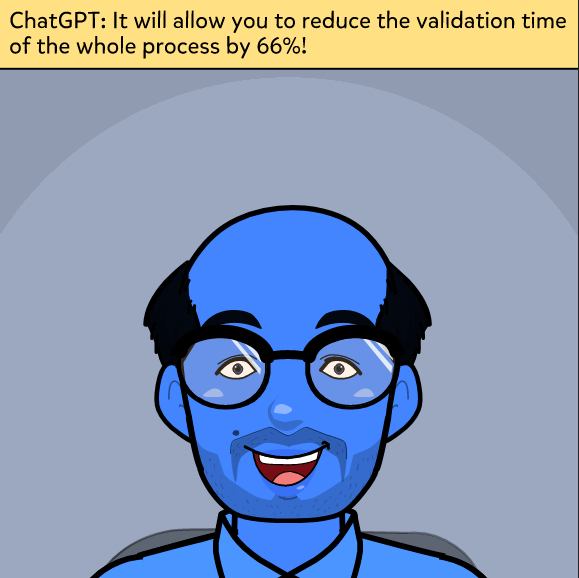 ChatGPT: It will allow you to reduce the validation time
of the whole process by 66%!